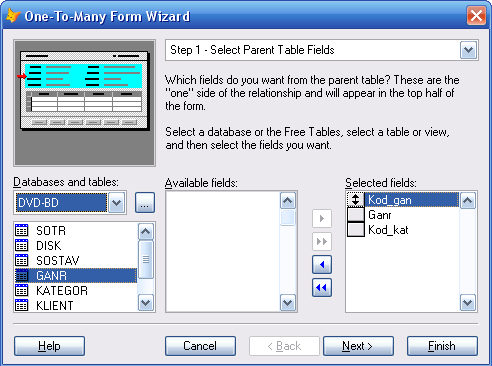 One-To-Many Form Wizard
Step 1 - Select Parent Table Fields
Which fields do you want from the parent table? These are the
"one" side of the relationship and will appear in the top half of
the form.
Select a database or the Free Tables, select a table or view,
and then select the fields you want.
Databases and tables:
Available fields:
Selected fields:
DVD-BD
...
Kod_gan
Ganr
Kod_kat
SOTR
DISK
SOSTAV
GANR
KATEGOR
KLIENT
Help
Cancel
< Back
Next >
Finish